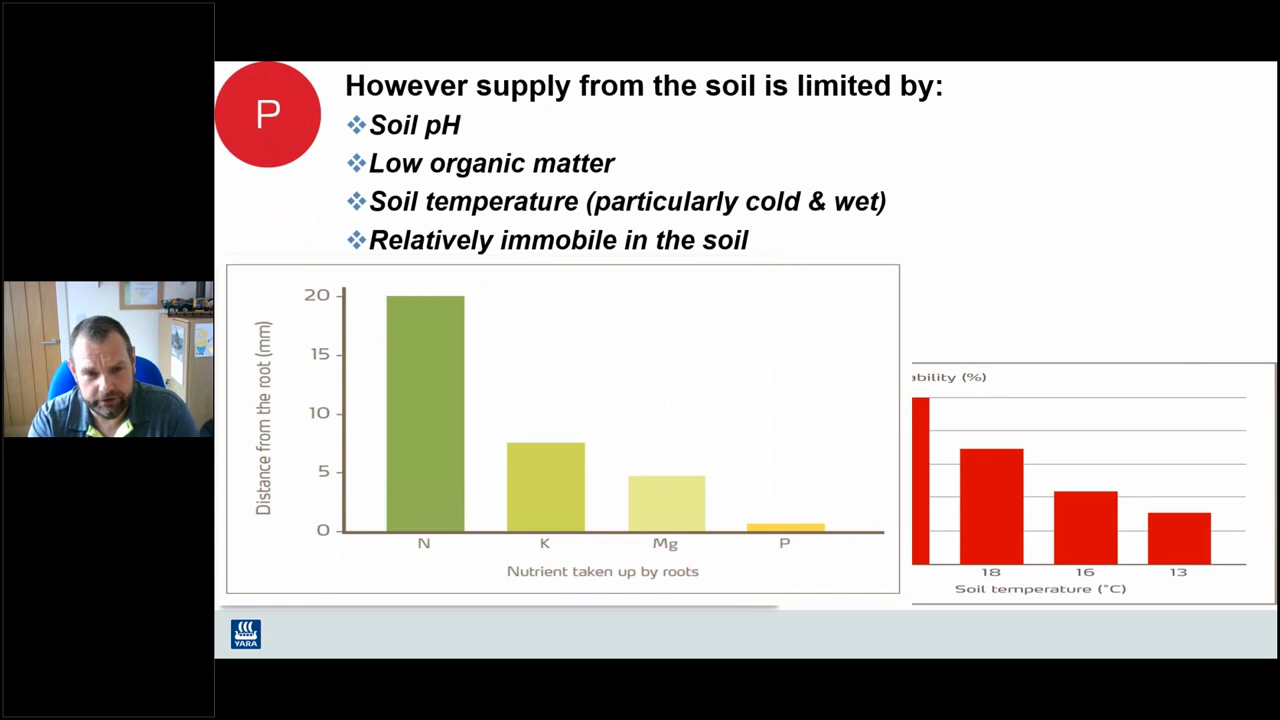 P
However supply from the soil is limited by:
Soil pH
Low organic matter
Soil temperature (particularly cold & wet)
Relatively immobile in the soil
Distance from the root (mm)
20
15
10
5
0
N K Mg P
Nutrient taken up by roots
ability (%)
18 16 13
Soil temperature (°C)
YARA